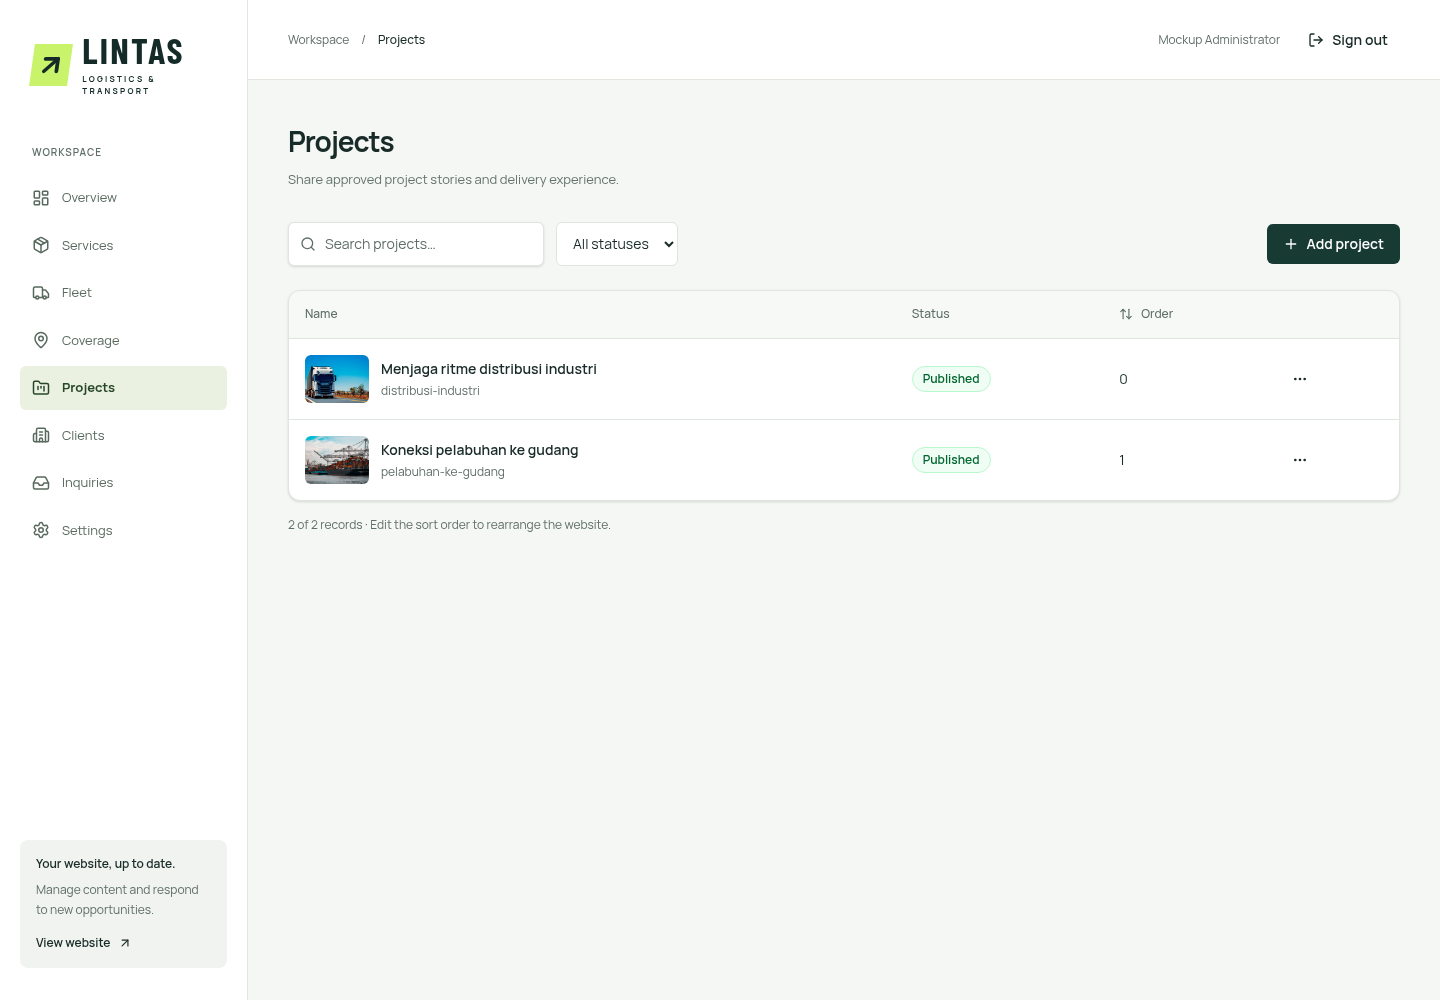 LINTAS
LOGISTICS &
TRANSPORT
WORKSPACE
Overview
Services
Fleet
Coverage
Projects
Clients
Inquiries
Settings
Your website, up to date.
Manage content and respond
to new opportunities.
View website
Workspace / Projects
Mockup Administrator
Sign out
Projects
Share approved project stories and delivery experience.
Search projects...
All statuses
Add project
Name Status Order
Menjaga ritme distribusi industri
distribusi-industri
Published
0
Koneksi pelabuhan ke gudang
pelabuhan-ke-gudang
Published
1
2 of 2 records · Edit the sort order to rearrange the website.